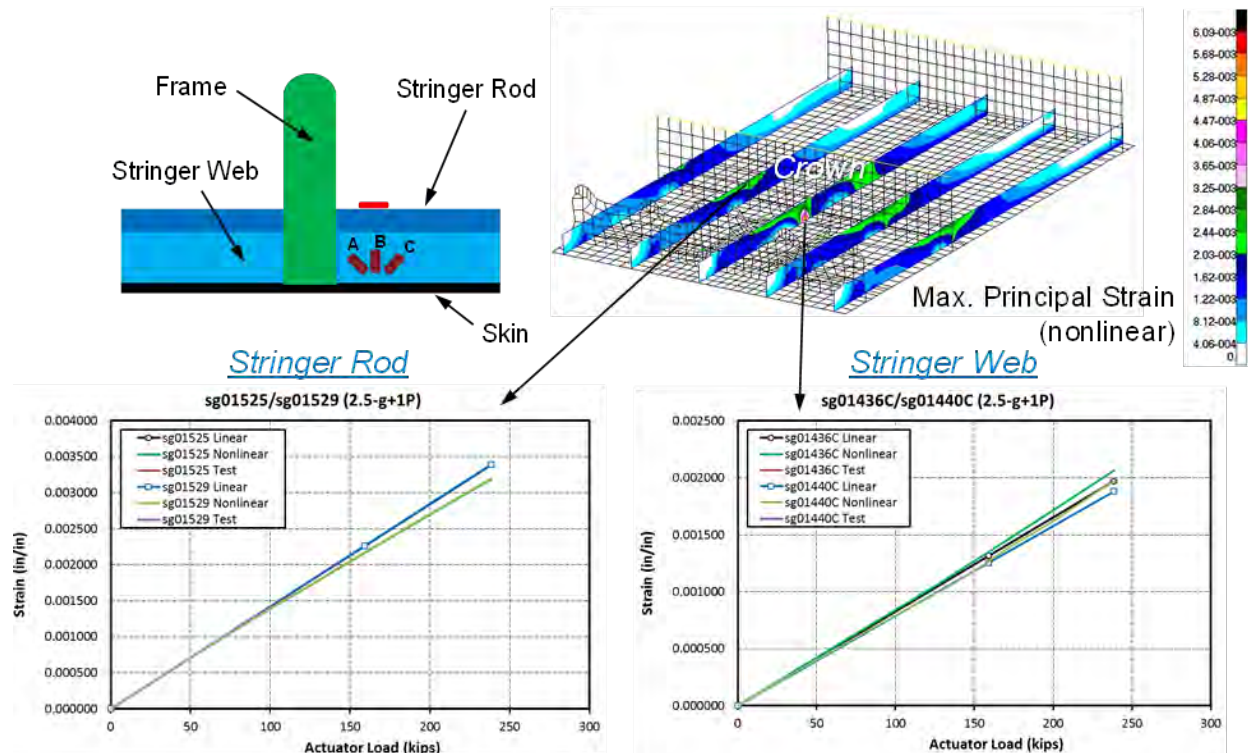 Frame
Stringer Rod
Stringer Web
A
B
C
Skin
Crown
Max. Principal Strain
(nonlinear)
6.09-003
5.68-003
5.28-003
4.87-003
4.47-003
4.06-003
3.65-003
3.25-003
2.84-003
2.44-003
2.03-003
1.62-003
1.22-003
8.12-004
4.06-004
0.
Stringer Rod
sg01525/sg01529 (2.5-g+1P)
sg01525 Linear
sg01525 Nonlinear
sg01525 Test
sg01529 Linear
sg01529 Nonlinear
sg01529 Test
Strain (in/in)
0.004000
0.003500
0.003000
0.002500
0.002000
0.001500
0.001000
0.000500
0.000000
0 50 100 150 200 250 300
Actuator Load (kips)
Stringer Web
sg01436C/sg01440C (2.5-g+1P)
sg01436C Linear
sg01436C Nonlinear
sg01436C Test
sg01440C Linear
sg01440C Nonlinear
sg01440C Test
Strain (in/in)
0.002500
0.002000
0.001500
0.001000
0.000500
0.000000
0 50 100 150 200 250 300
Actuator Load (kips)